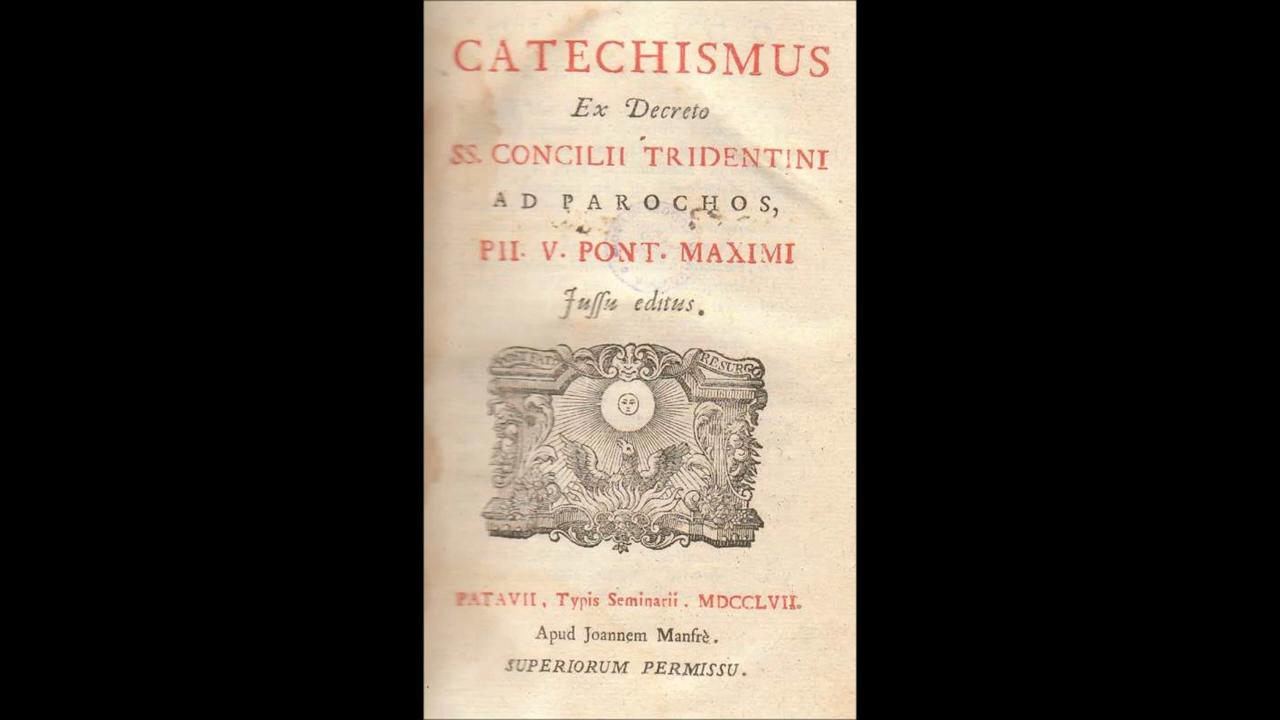 CATECHISMUS
Ex Decreto
SS. CONCILII TRIDENTINI
AD PAROCHOS,
PII. V. PONT. MAXIMI
Juſſu editus.
RESURGO
PATAVII, Typis Seminarii. MDCCLVII.
Apud Joannem Manfrè.
SUPERIORUM PERMISSU.